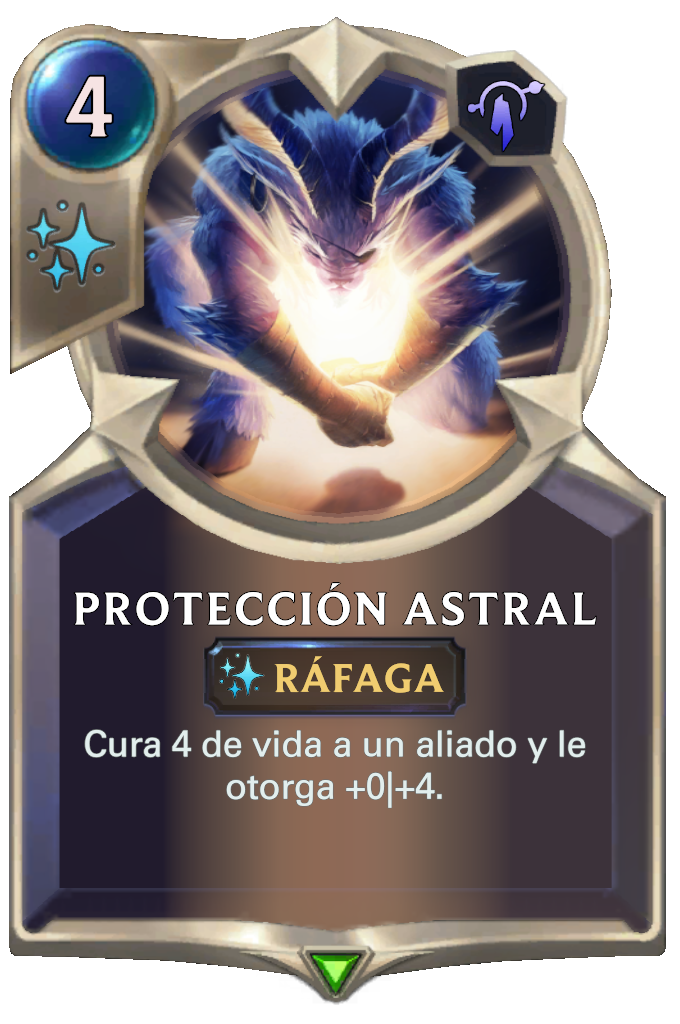 4
PROTECCIÓN ASTRAL
RÁFAGA
Cura 4 de vida a un aliado y le
otorga +0|+4.